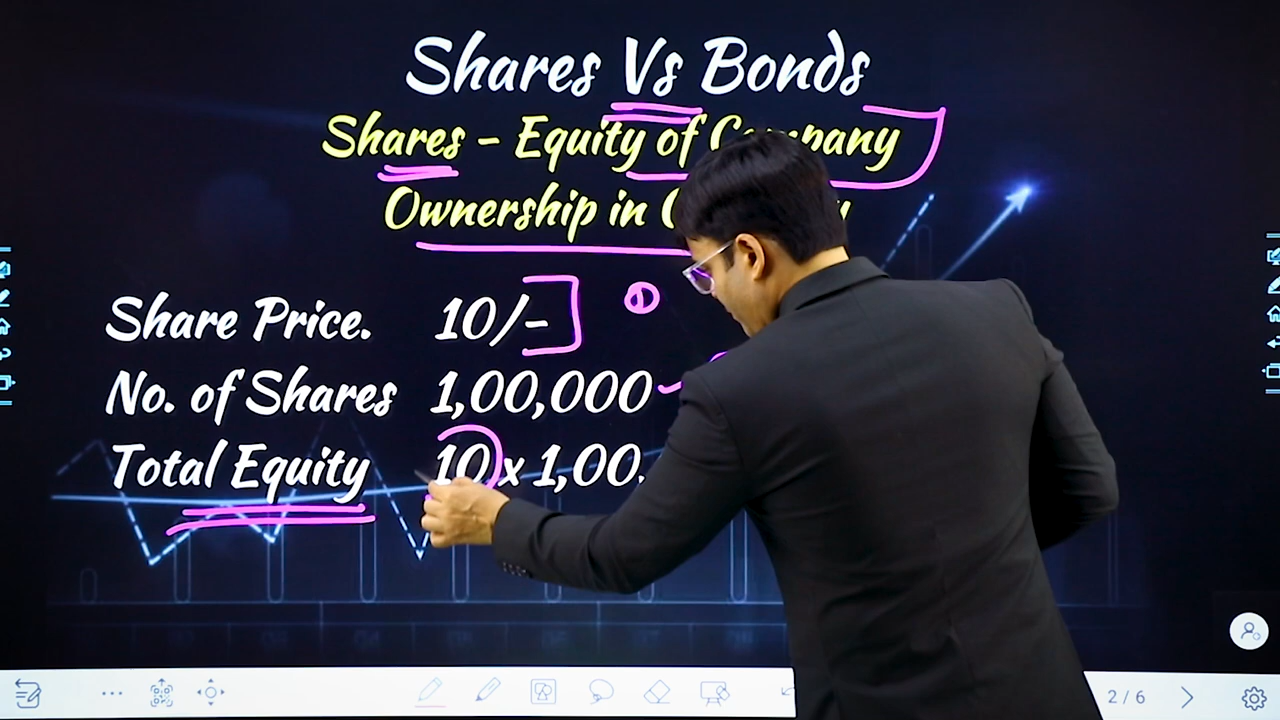 Shares Vs Bonds
Shares - Equity of Company
Ownership in
Share Price. 10/-
No. of Shares 1,00,000
Total Equity 10 x 1,00.
2 / 6